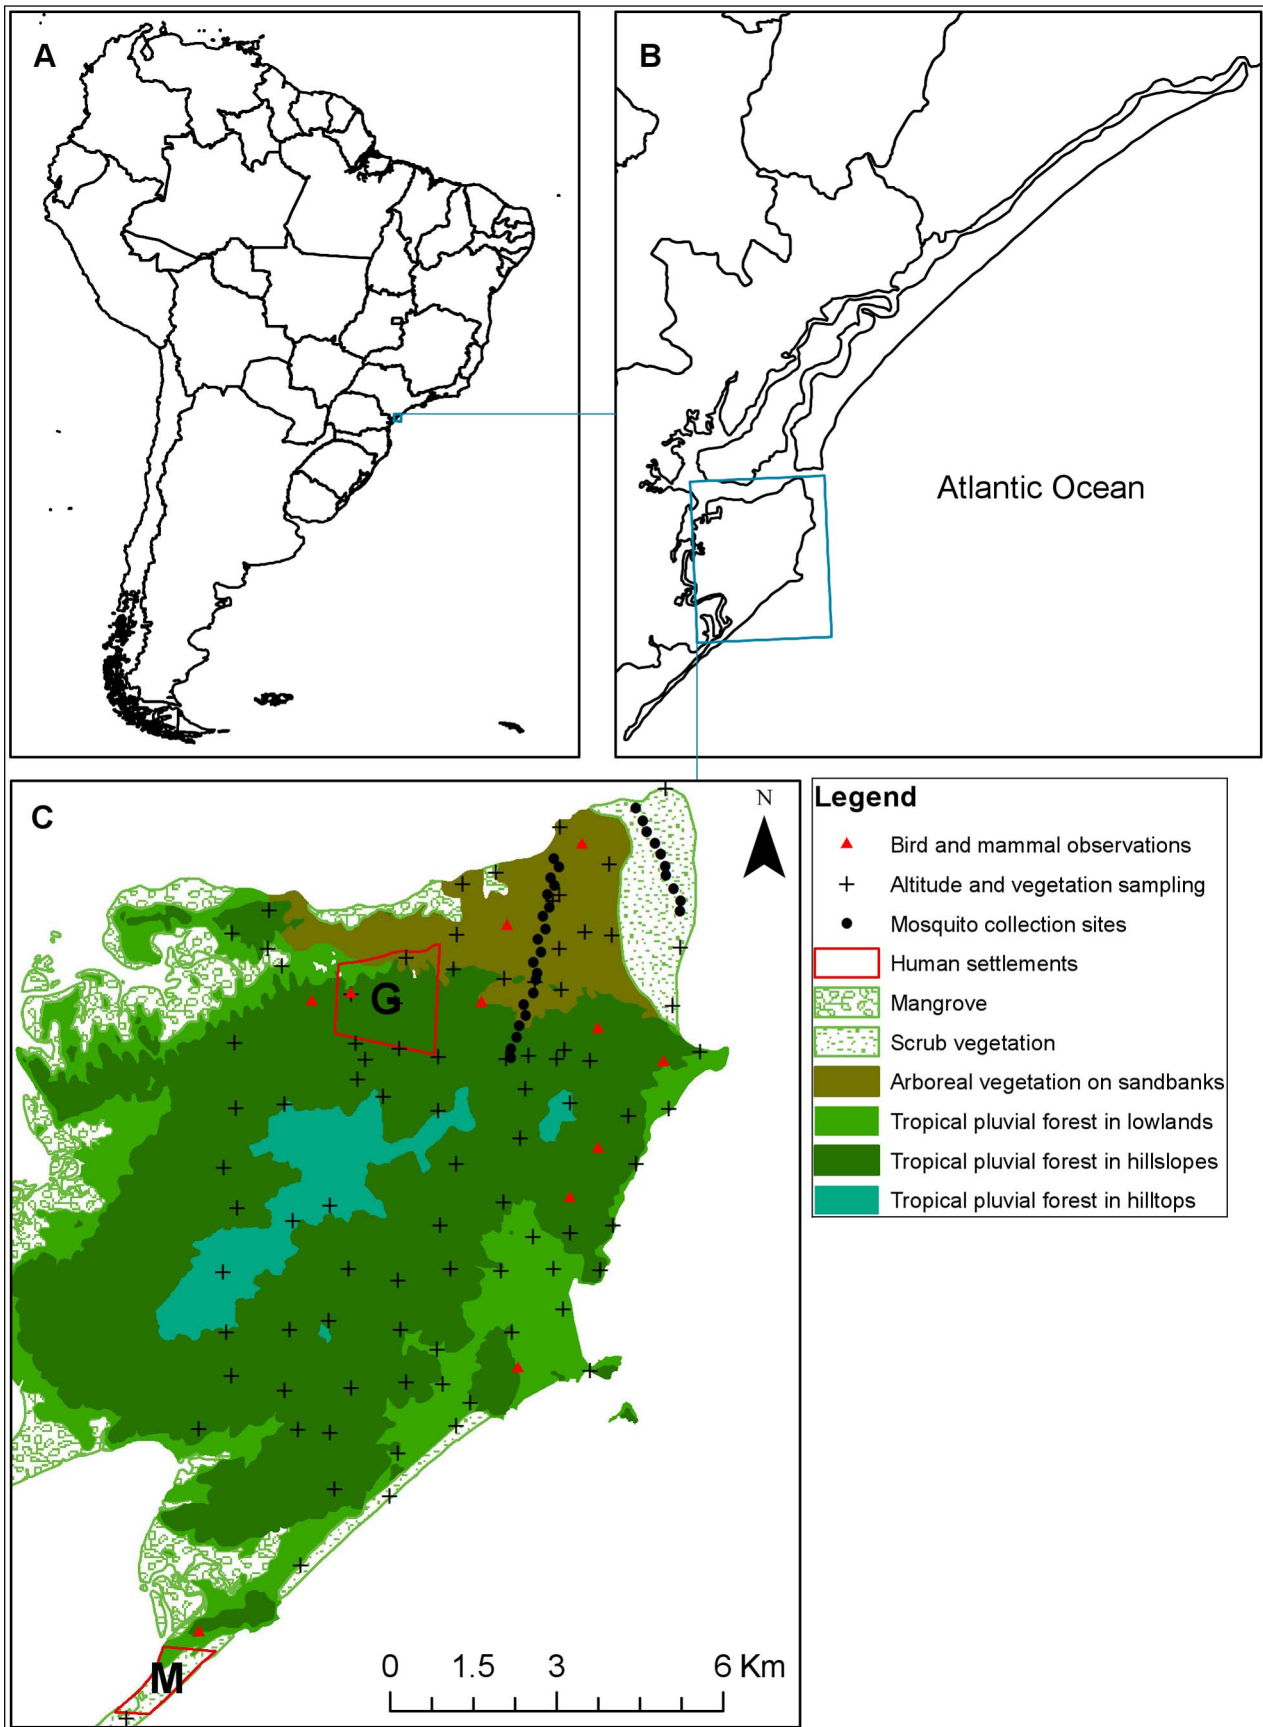 A
B
Atlantic Ocean
C
N
G
M
0 1.5 3 6 Km
Legend
Bird and mammal observations
Altitude and vegetation sampling
Mosquito collection sites
Human settlements
Mangrove
Scrub vegetation
Arboreal vegetation on sandbanks
Tropical pluvial forest in lowlands
Tropical pluvial forest in hillslopes
Tropical pluvial forest in hilltops